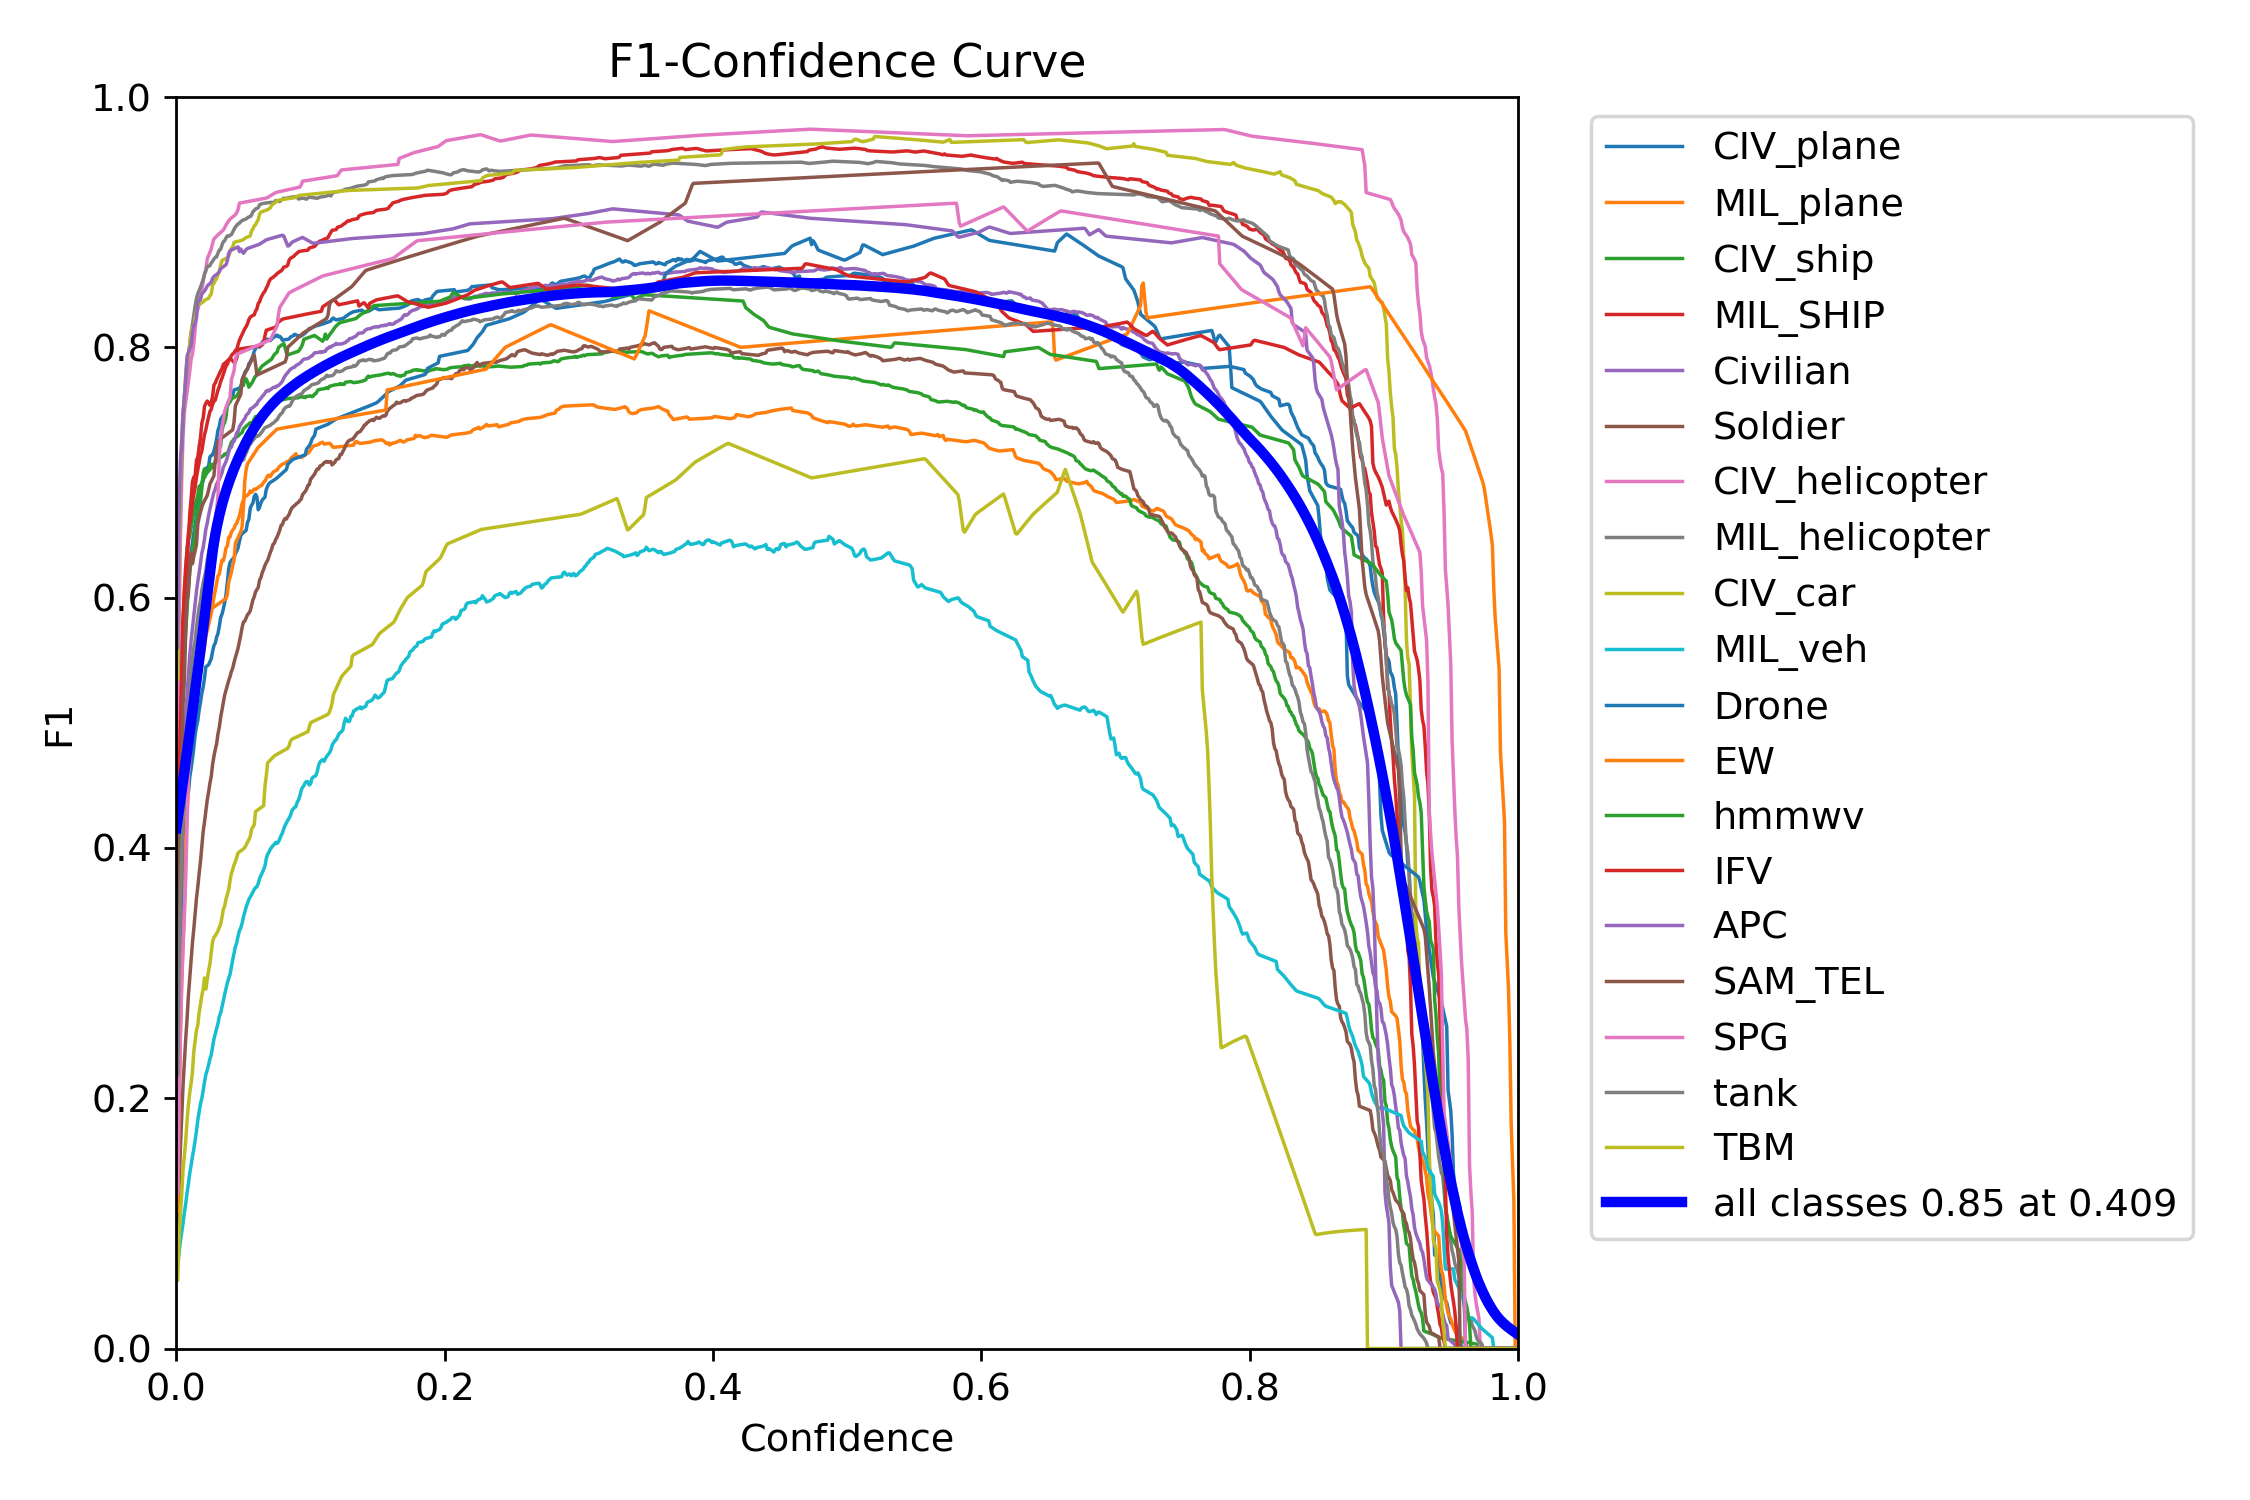 F1-Confidence Curve
1.0
0.8
0.6
0.4
0.2
0.0
F1
0.0 0.2 0.4 0.6 0.8 1.0
Confidence
CIV_plane
MIL_plane
CIV_ship
MIL_SHIP
Civilian
Soldier
CIV_helicopter
MIL_helicopter
CIV_car
MIL_veh
Drone
EW
hmmwv
IFV
APC
SAM_TEL
SPG
tank
TBM
all classes 0.85 at 0.409